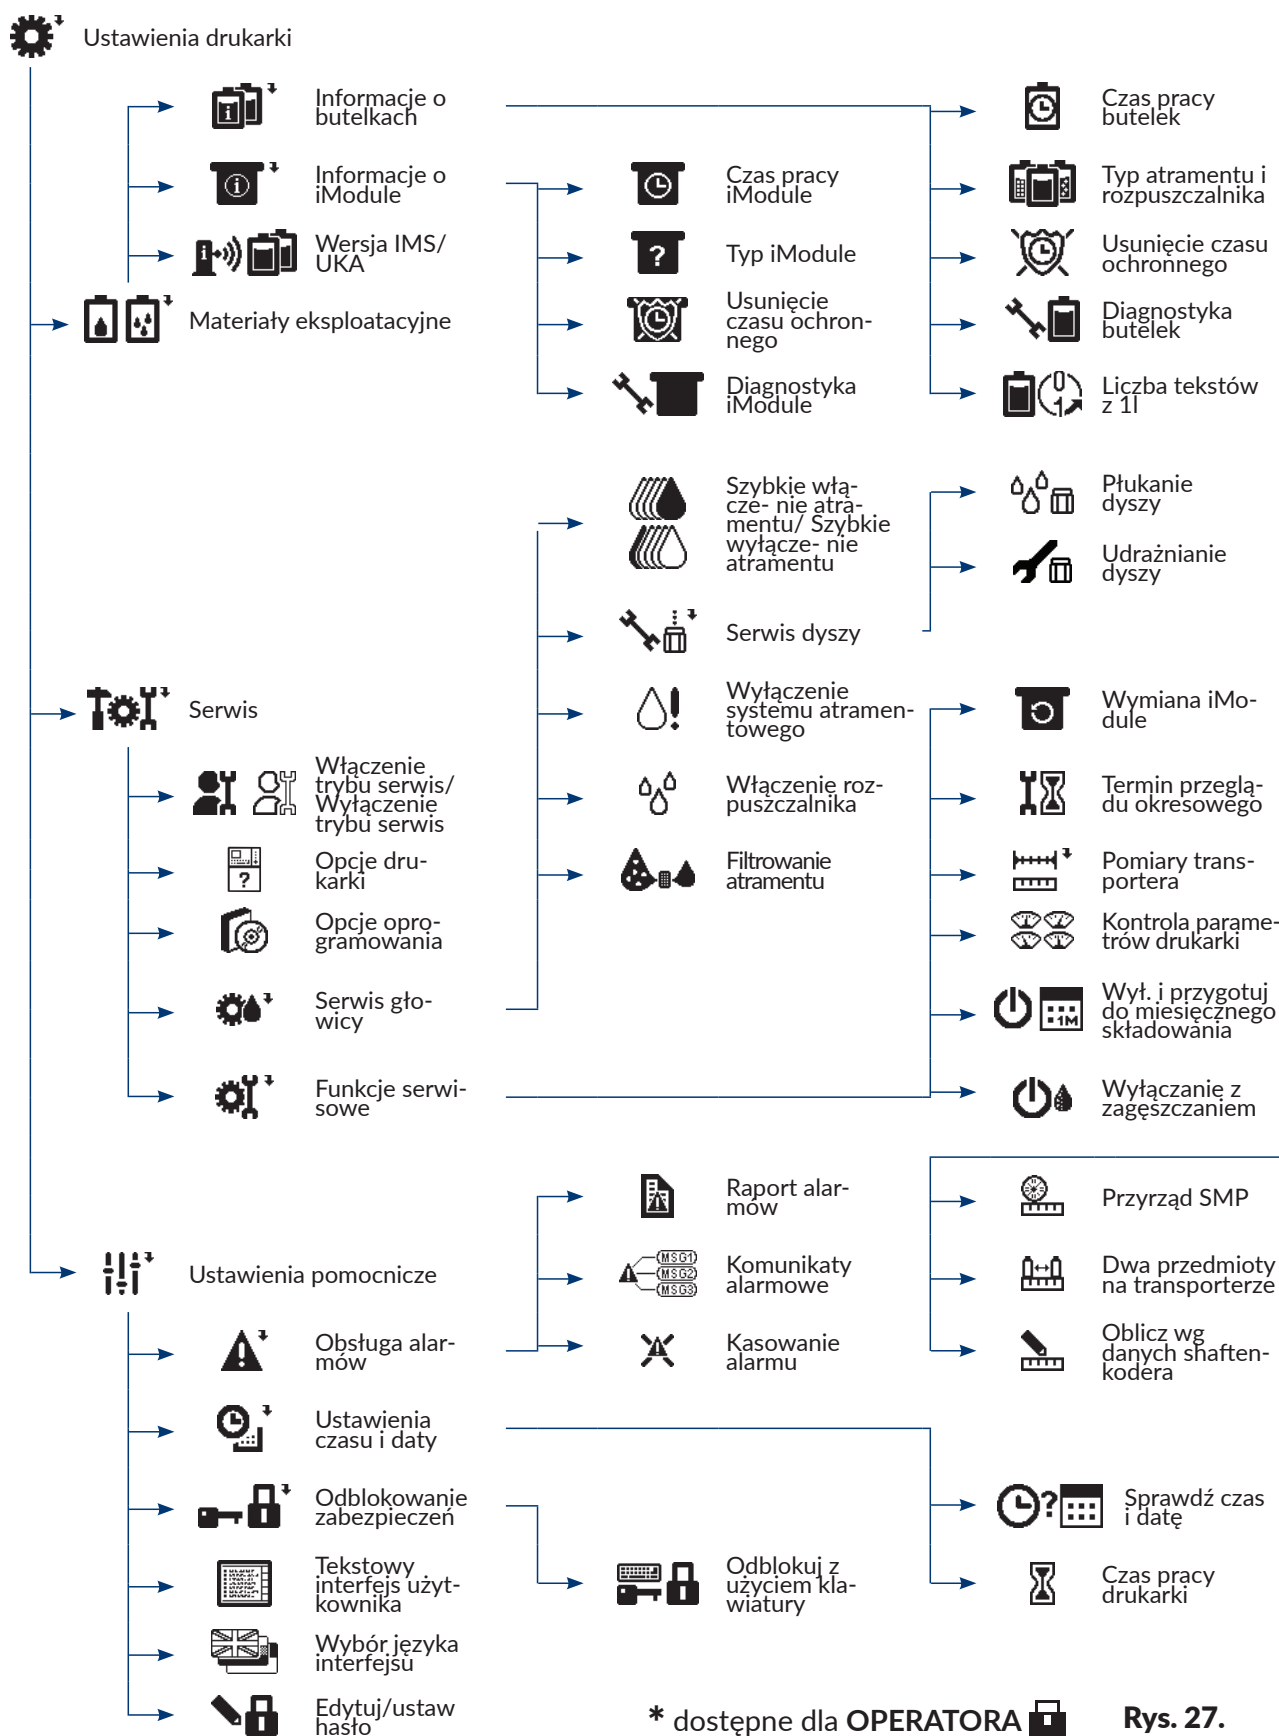 Ustawienia drukarki
Informacje o
butelkach
Czas pracy
butelek
Informacje o
iModule
Czas pracy
iModule
Typ atramentu i
rozpuszczalnika
Wersja IMS/
UKA
Typ iModule
Usunięcie czasu
ochronnego
Materiały eksploatacyjne
Usunięcie
czasu ochron-
nego
Diagnostyka
butelek
Diagnostyka
iModule
Liczba tekstów
z 1l
Szybkie włą-
cze- nie atra-
mentu/ Szybkie
wyłącze- nie
atramentu
Płukanie
dyszy
Udrażnianie
dyszy
Serwis dyszy
Serwis
Wyłączenie
systemu atramen-
towego
Wymiana iMo-
dule
Włączenie
trybu serwis/
Wyłączenie
trybu serwis
Włączenie roz-
puszczalnika
Termin przeglą-
du okresowego
Opcje dru-
karki
Filtrowanie
atramentu
Pomiary trans-
portera
Opcje opro-
gramowania
Kontrola parame-
trów drukarki
Serwis gło-
wicy
1M
Wył. i przygotuj
do miesięcznego
składowania
Funkcje serwi-
sowe
Wyłączanie z
zagęszczaniem
Raport alar-
mów
Przyrząd SMP
Ustawienia pomocnicze
MSG1
MSG2
MSG3
Komunikaty
alarmowe
Dwa przedmioty
na transporterze
Obsługa alar-
mów
Kasowanie
alarmu
Oblicz wg
danych shaften-
kodera
Ustawienia
czasu i daty
Odblokowanie
zabezpieczeń
Sprawdź czas
i datę
Tekstowy
interfejs użyt-
kownika
Odblokuj z
użyciem kla-
wiatury
Czas pracy
drukarki
Wybór języka
interfejsu
Edytuj/ustaw
hasło
* dostępne dla OPERATORA
Rys. 27.